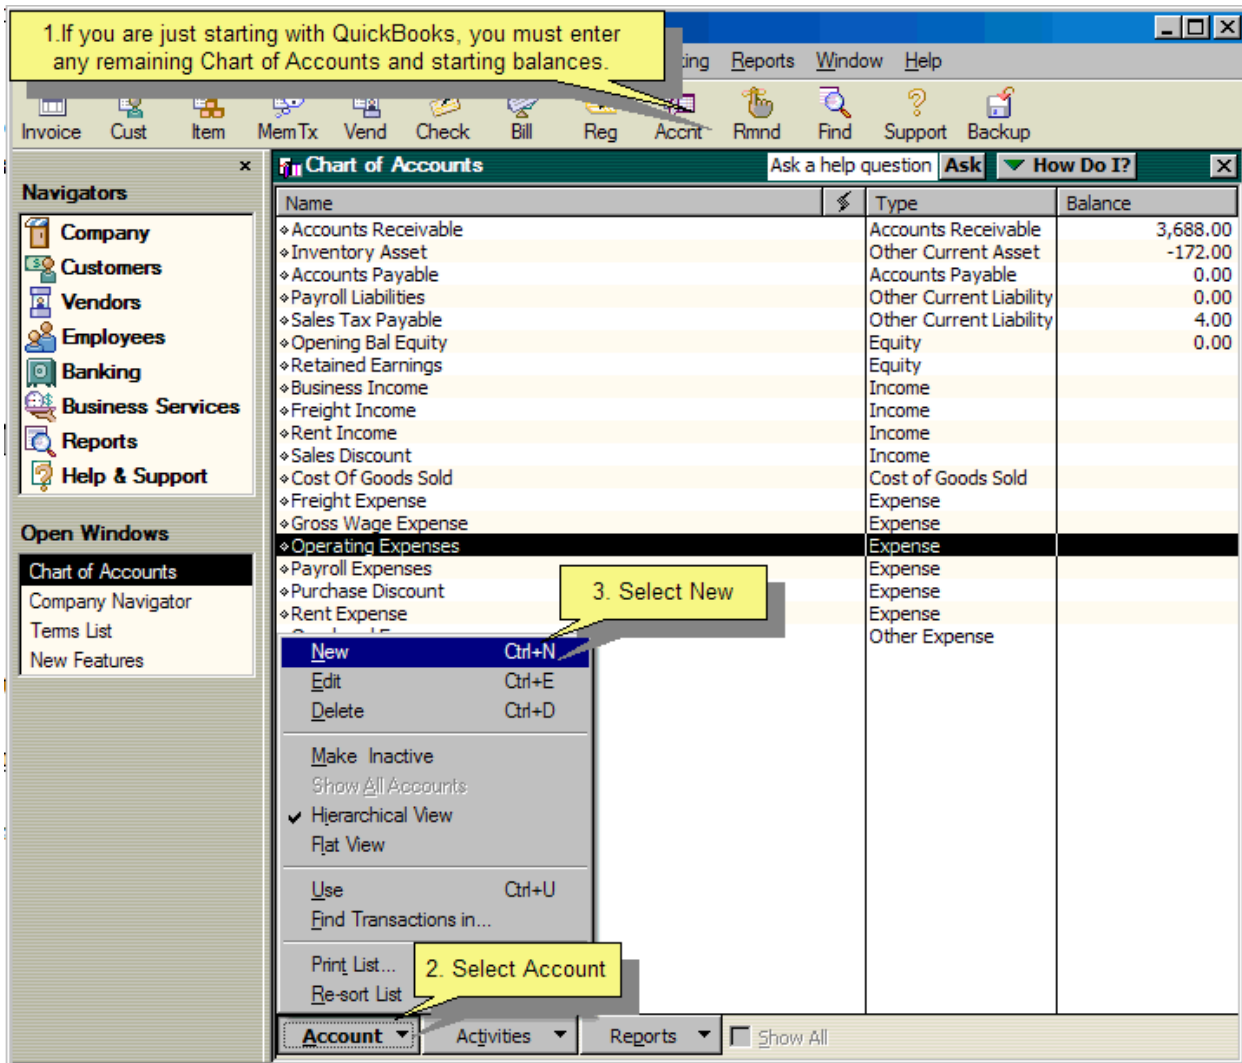 1.If you are just starting with QuickBooks, you must enter
any remaining Chart of Accounts and starting balances.
Reports Window Help
Invoice Cust Item MemTx Vend Check Bill Reg Accnt Rmnd Find Support Backup
Chart of Accounts Ask a help question Ask How Do I?
Navigators
Company
Customers
Vendors
Employees
Banking
Business Services
Reports
Help & Support
Open Windows
Chart of Accounts
Company Navigator
Terms List
New Features
Name Type Balance
Accounts Receivable Accounts Receivable 3,688.00
Inventory Asset Other Current Asset -172.00
Accounts Payable Accounts Payable 0.00
Payroll Liabilities Other Current Liability 0.00
Sales Tax Payable Other Current Liability 4.00
Opening Bal Equity Equity 0.00
Retained Earnings Equity
Business Income Income
Freight Income Income
Rent Income Income
Sales Discount Income
Cost Of Goods Sold Cost of Goods Sold
Freight Expense Expense
Gross Wage Expense Expense
Operating Expenses Expense
Payroll Expenses Expense
Purchase Discount Expense
Rent Expense Expense
Other Expense
3. Select New
New Ctrl+N
Edit Ctrl+E
Delete Ctrl+D
Make Inactive
Show All Accounts
Hierarchical View
Flat View
Use Ctrl+U
Find Transactions in...
Print List...
Re-sort List
2. Select Account
Account Activities Reports Show All